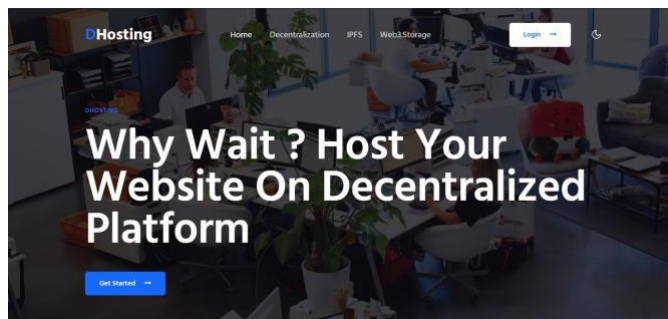 DHosting
Home Decentralization IPFS Web3.Storage Login →
DHOSTING
Why Wait ? Host Your
Website On Decentralized
Platform
Get Started →